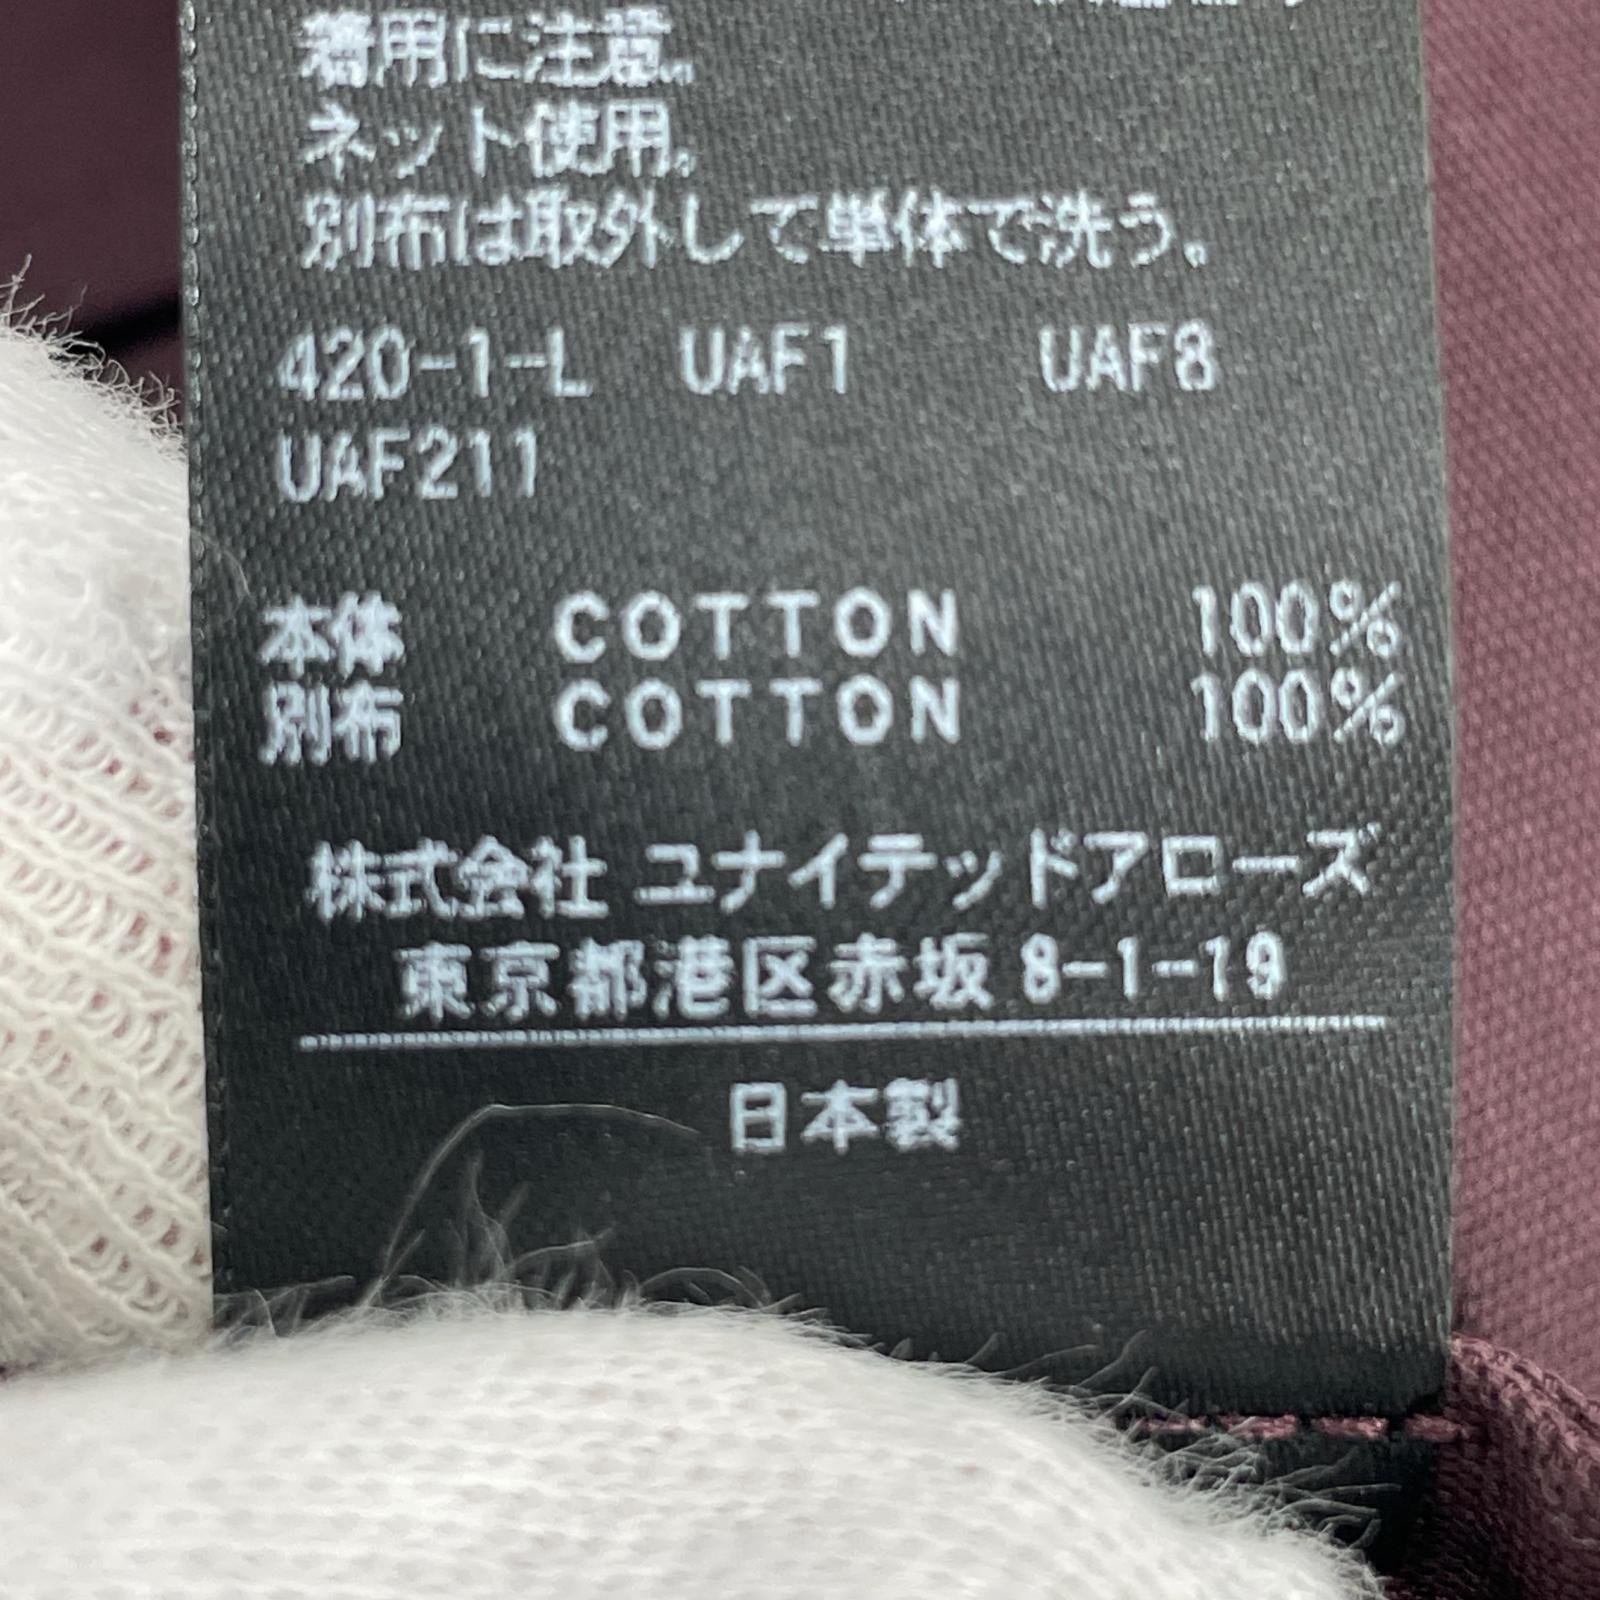 着用に注意。
ネット使用。
別布は取外して単体で洗う。
420-1-L UAF1 UAF8
UAF211
本体 COTTON 100%
別布 COTTON 100%
株式会社 ユナイテッドアローズ
東京都港区赤坂 8-1-19
日本製